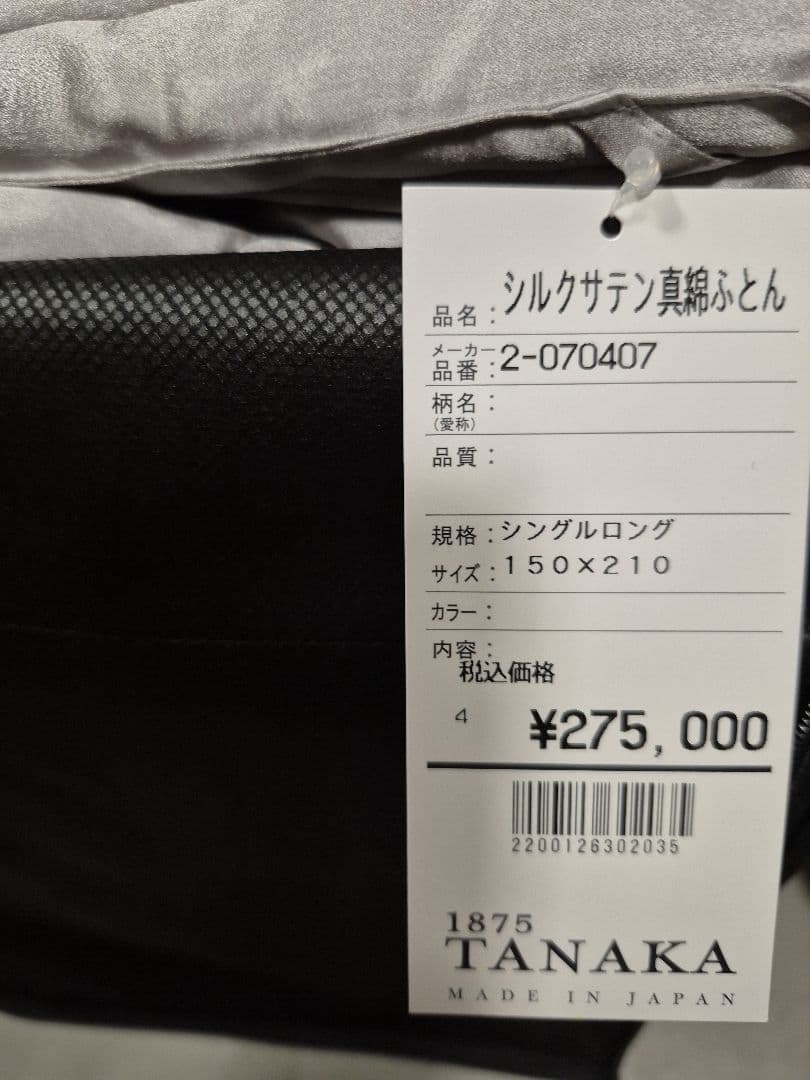 品名：シルクサテン真綿ふとん
メーカー
品番：2-070407
柄名：
（愛称）
品質：
規格：シングルロング
サイズ：１５０×２１０
カラー：
内容：
税込価格
4 ¥275,000
2200126302035
1875
TANAKA
MADE IN JAPAN